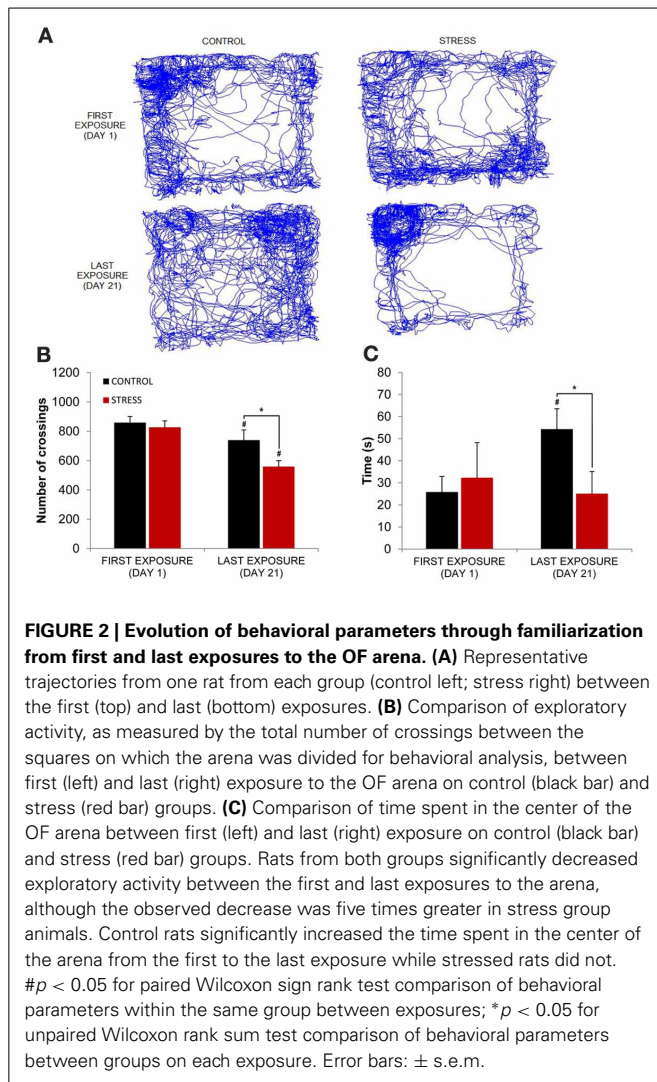 A
CONTROL
STRESS
FIRST
EXPOSURE
(DAY 1)
LAST
EXPOSURE
(DAY 21)
B
1200
1000
800
600
400
200
0
Number of crossings
CONTROL
STRESS
*
#
#
FIRST EXPOSURE
(DAY 1)
LAST EXPOSURE
(DAY 21)
C
80
70
60
50
40
30
20
10
0
Time (s)
#
*
FIRST EXPOSURE
(DAY 1)
LAST EXPOSURE
(DAY 21)
FIGURE 2 | Evolution of behavioral parameters through familiarization
from first and last exposures to the OF arena. (A) Representative
trajectories from one rat from each group (control left; stress right) between
the first (top) and last (bottom) exposures. (B) Comparison of exploratory
activity, as measured by the total number of crossings between the
squares on which the arena was divided for behavioral analysis, between
first (left) and last (right) exposure to the OF arena on control (black bar) and
stress (red bar) groups. (C) Comparison of time spent in the center of the
OF arena between first (left) and last (right) exposure on control (black bar)
and stress (red bar) groups. Rats from both groups significantly decreased
exploratory activity between the first and last exposures to the arena,
although the observed decrease was five times greater in stress group
animals. Control rats significantly increased the time spent in the center of
the arena from the first to the last exposure while stressed rats did not.
#p < 0.05 for paired Wilcoxon sign rank test comparison of behavioral
parameters within the same group between exposures; *p < 0.05 for
unpaired Wilcoxon rank sum test comparison of behavioral parameters
between groups on each exposure. Error bars: ± s.e.m.